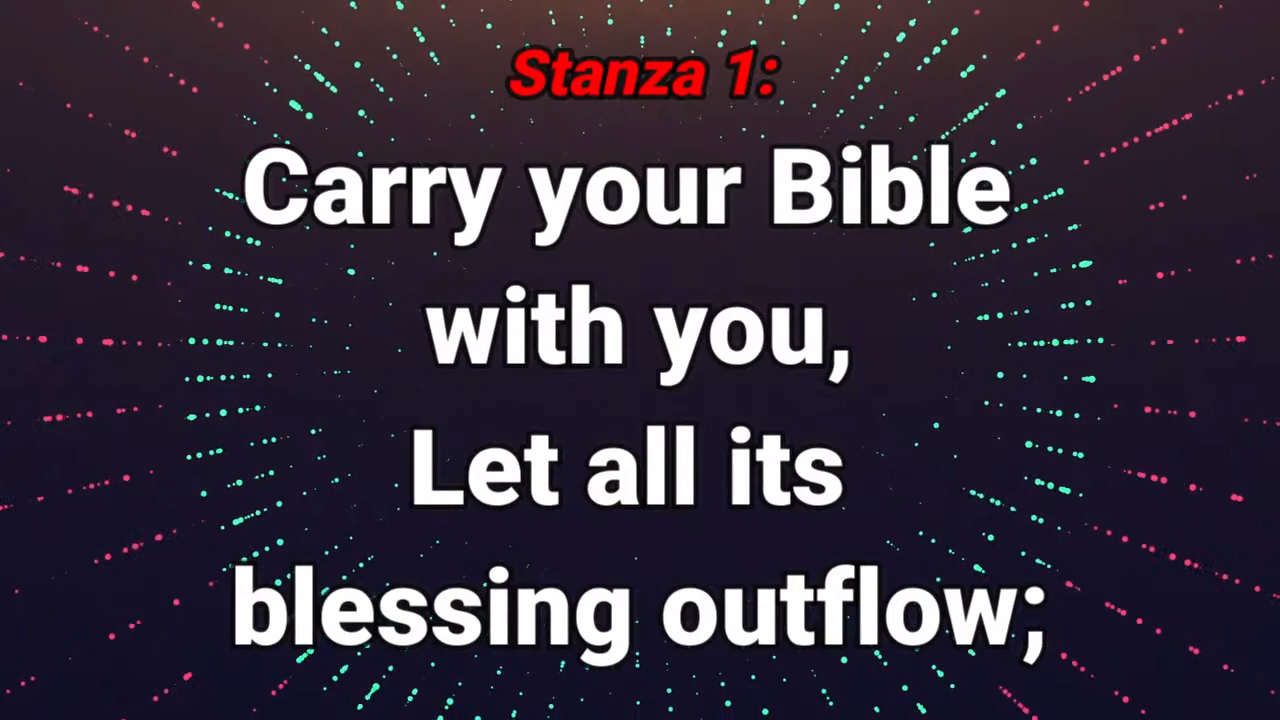 Stanza 1:
Carry your Bible
with you,
Let all its
blessing outflow;